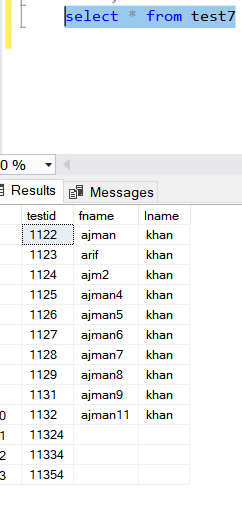 select * from test7
0 %
Results Messages
testid fname lname
1122 ajman khan
1123 arif khan
1124 ajm2 khan
1125 ajman4 khan
1126 ajman5 khan
1127 ajman6 khan
1128 ajman7 khan
1129 ajman8 khan
1131 ajman9 khan
0 1132 ajman11 khan
1 11324
2 11334
3 11354